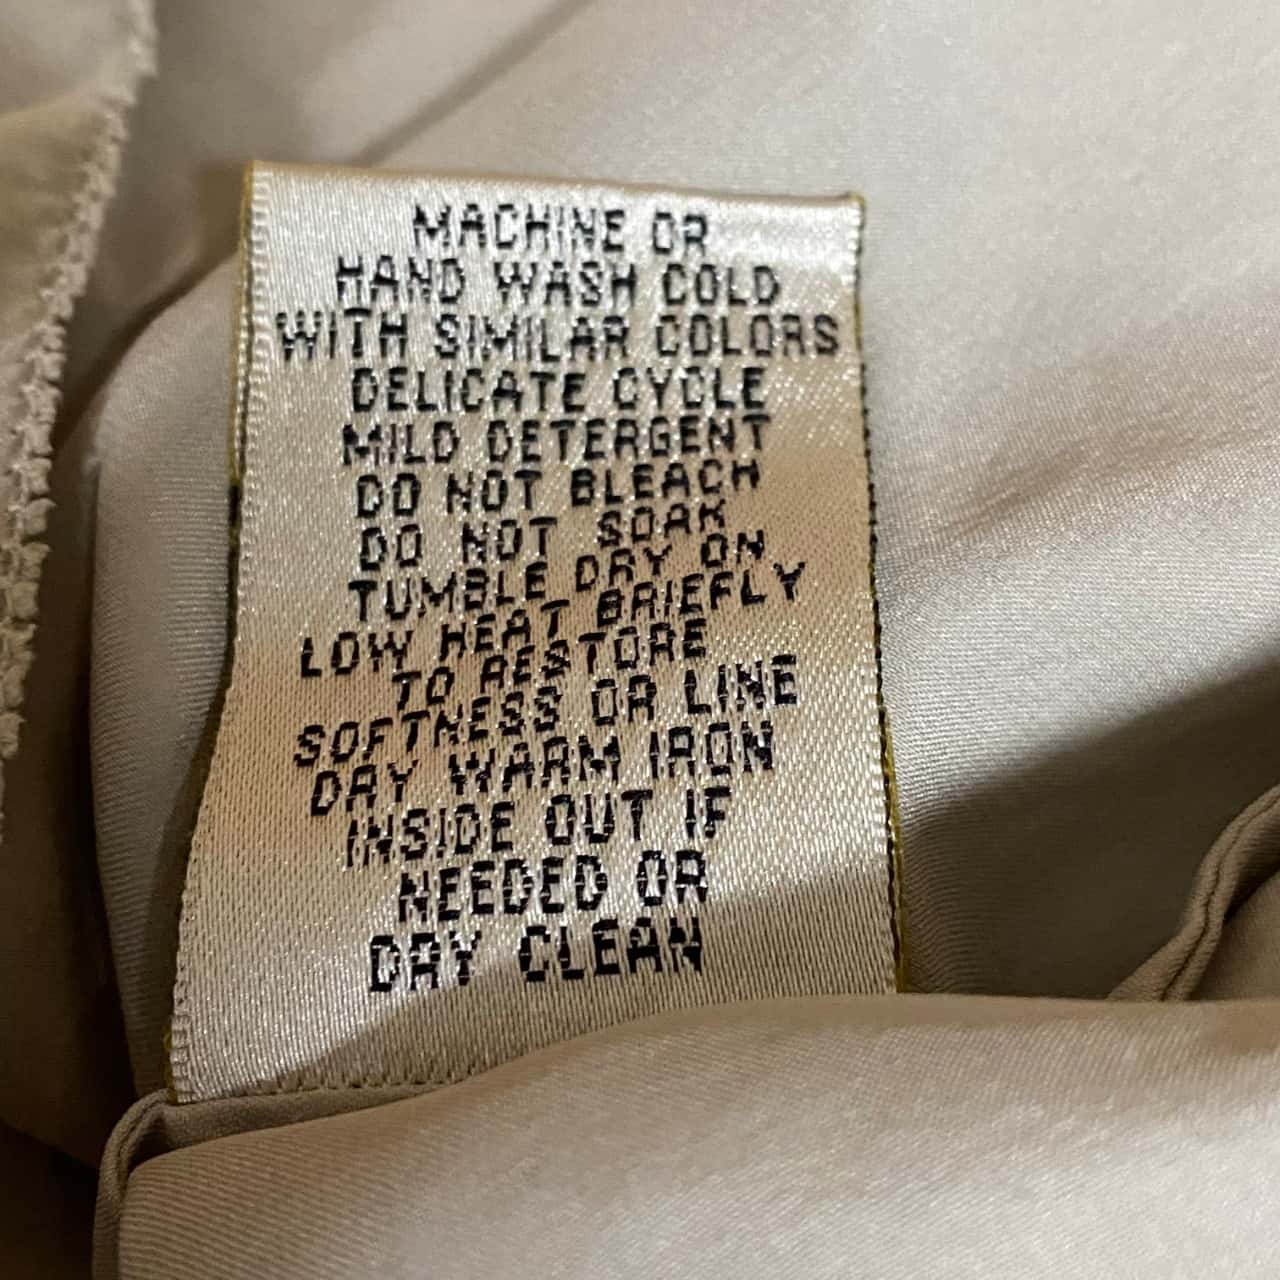 MACHINE OR
HAND WASH COLD
WITH SIMILAR COLORS
DELICATE CYCLE
MILD DETERGENT
DO NOT BLEACH
DO NOT SOAK
TUMBLE DRY ON
LOW HEAT BRIEFLY
TO RESTORE
SOFTNESS OR LINE
DRY WARM IRON
INSIDE OUT IF
NEEDED OR
DRY CLEAN